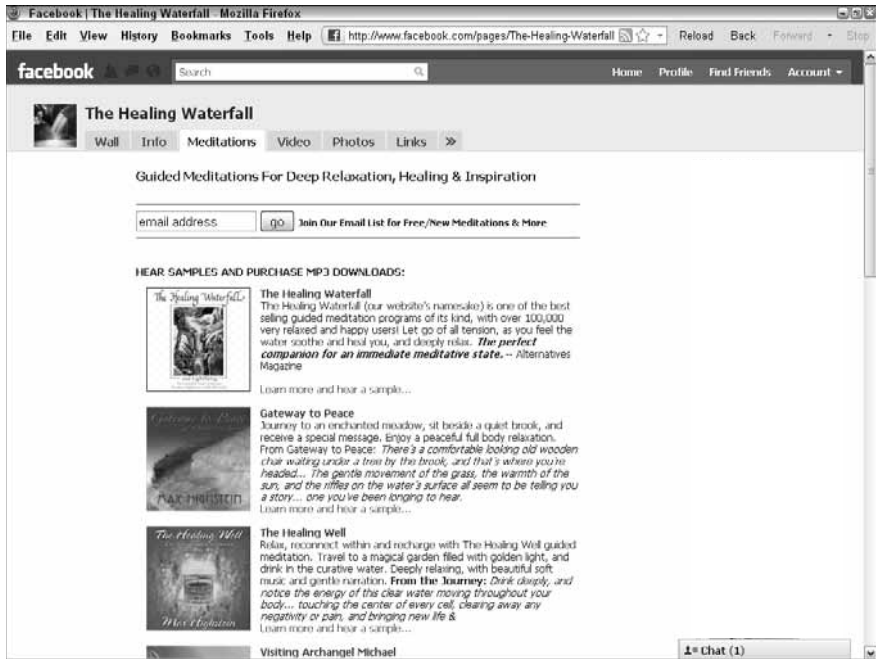 Facebook | The Healing Waterfall - Mozilla Firefox
File Edit View History Bookmarks Tools Help http://www.facebook.com/pages/The-Healing-Waterfall Reload Back Forward Stop
facebook Search Home Profile Find Friends Account
The Healing Waterfall
Wall Info Meditations Video Photos Links »
Guided Meditations For Deep Relaxation, Healing & Inspiration
email address go Join Our Email List for Free/New Meditations & More
HEAR SAMPLES AND PURCHASE MP3 DOWNLOADS:
The Healing Waterfall
The Healing Waterfall
The Healing Waterfall (our website's namesake) is one of the best
selling guided meditation programs of its kind, with over 100,000
very relaxed and happy users! Let go of all tension, as you feel the
water soothe and heal you, and deeply relax. The perfect
companion for an immediate meditative state. -- Alternatives
Magazine
Learn more and hear a sample...
Gateway to Peace
MAX HIGHSTEIN
Gateway to Peace
Journey to an enchanted meadow, sit beside a quiet brook, and
receive a special message. Enjoy a peaceful full body relaxation.
From Gateway to Peace: There's a comfortable looking old wooden
chair waiting under a tree by the brook, and that's where you're
headed... The gentle movement of the grass, the warmth of the
sun, and the riffles on the water's surface all seem to be telling you
a story... one you've been longing to hear.
Learn more and hear a sample...
The Healing Well
Max Highstein
The Healing Well
Relax, reconnect within and recharge with The Healing Well guided
meditation. Travel to a magical garden filled with golden light, and
drink in the curative water. Deeply relaxing, with beautiful soft
music and gentle narration. From the Journey: Drink deeply, and
notice the energy of this clear water moving throughout your
body... touching the center of every cell, clearing away any
negativity or pain, and bringing new life &
Learn more and hear a sample...
Visiting Archangel Michael
Chat (1)